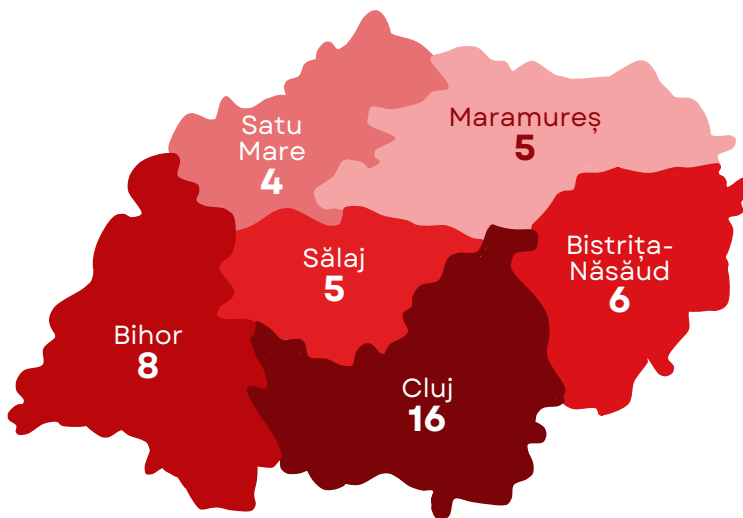 Satu
Mare
4
Maramureș
5
Sălaj
5
Bistrița-
Năsăud
6
Bihor
8
Cluj
16